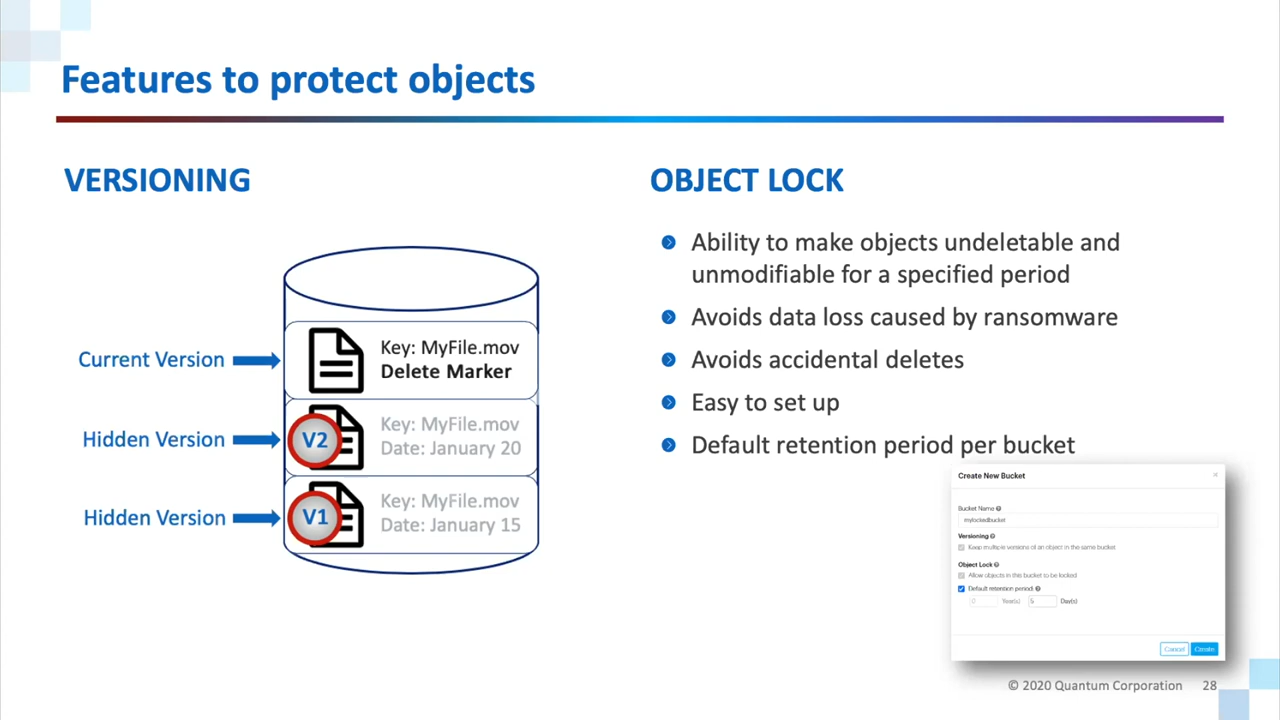 Features to protect objects
VERSIONING
Current Version
Key: MyFile.mov
Delete Marker
Hidden Version
V2
Key: MyFile.mov
Date: January 20
Hidden Version
V1
Key: MyFile.mov
Date: January 15
OBJECT LOCK
Ability to make objects undeletable and
unmodifiable for a specified period
Avoids data loss caused by ransomware
Avoids accidental deletes
Easy to set up
Default retention period per bucket
Create New Bucket
Bucket Name
mylockedbucket
Versioning
Keep multiple versions of an object in the same bucket
Object Lock
Allow objects in this bucket to be locked
Default retention period:
0 Year(s) 5 Day(s)
Cancel Create
© 2020 Quantum Corporation 28